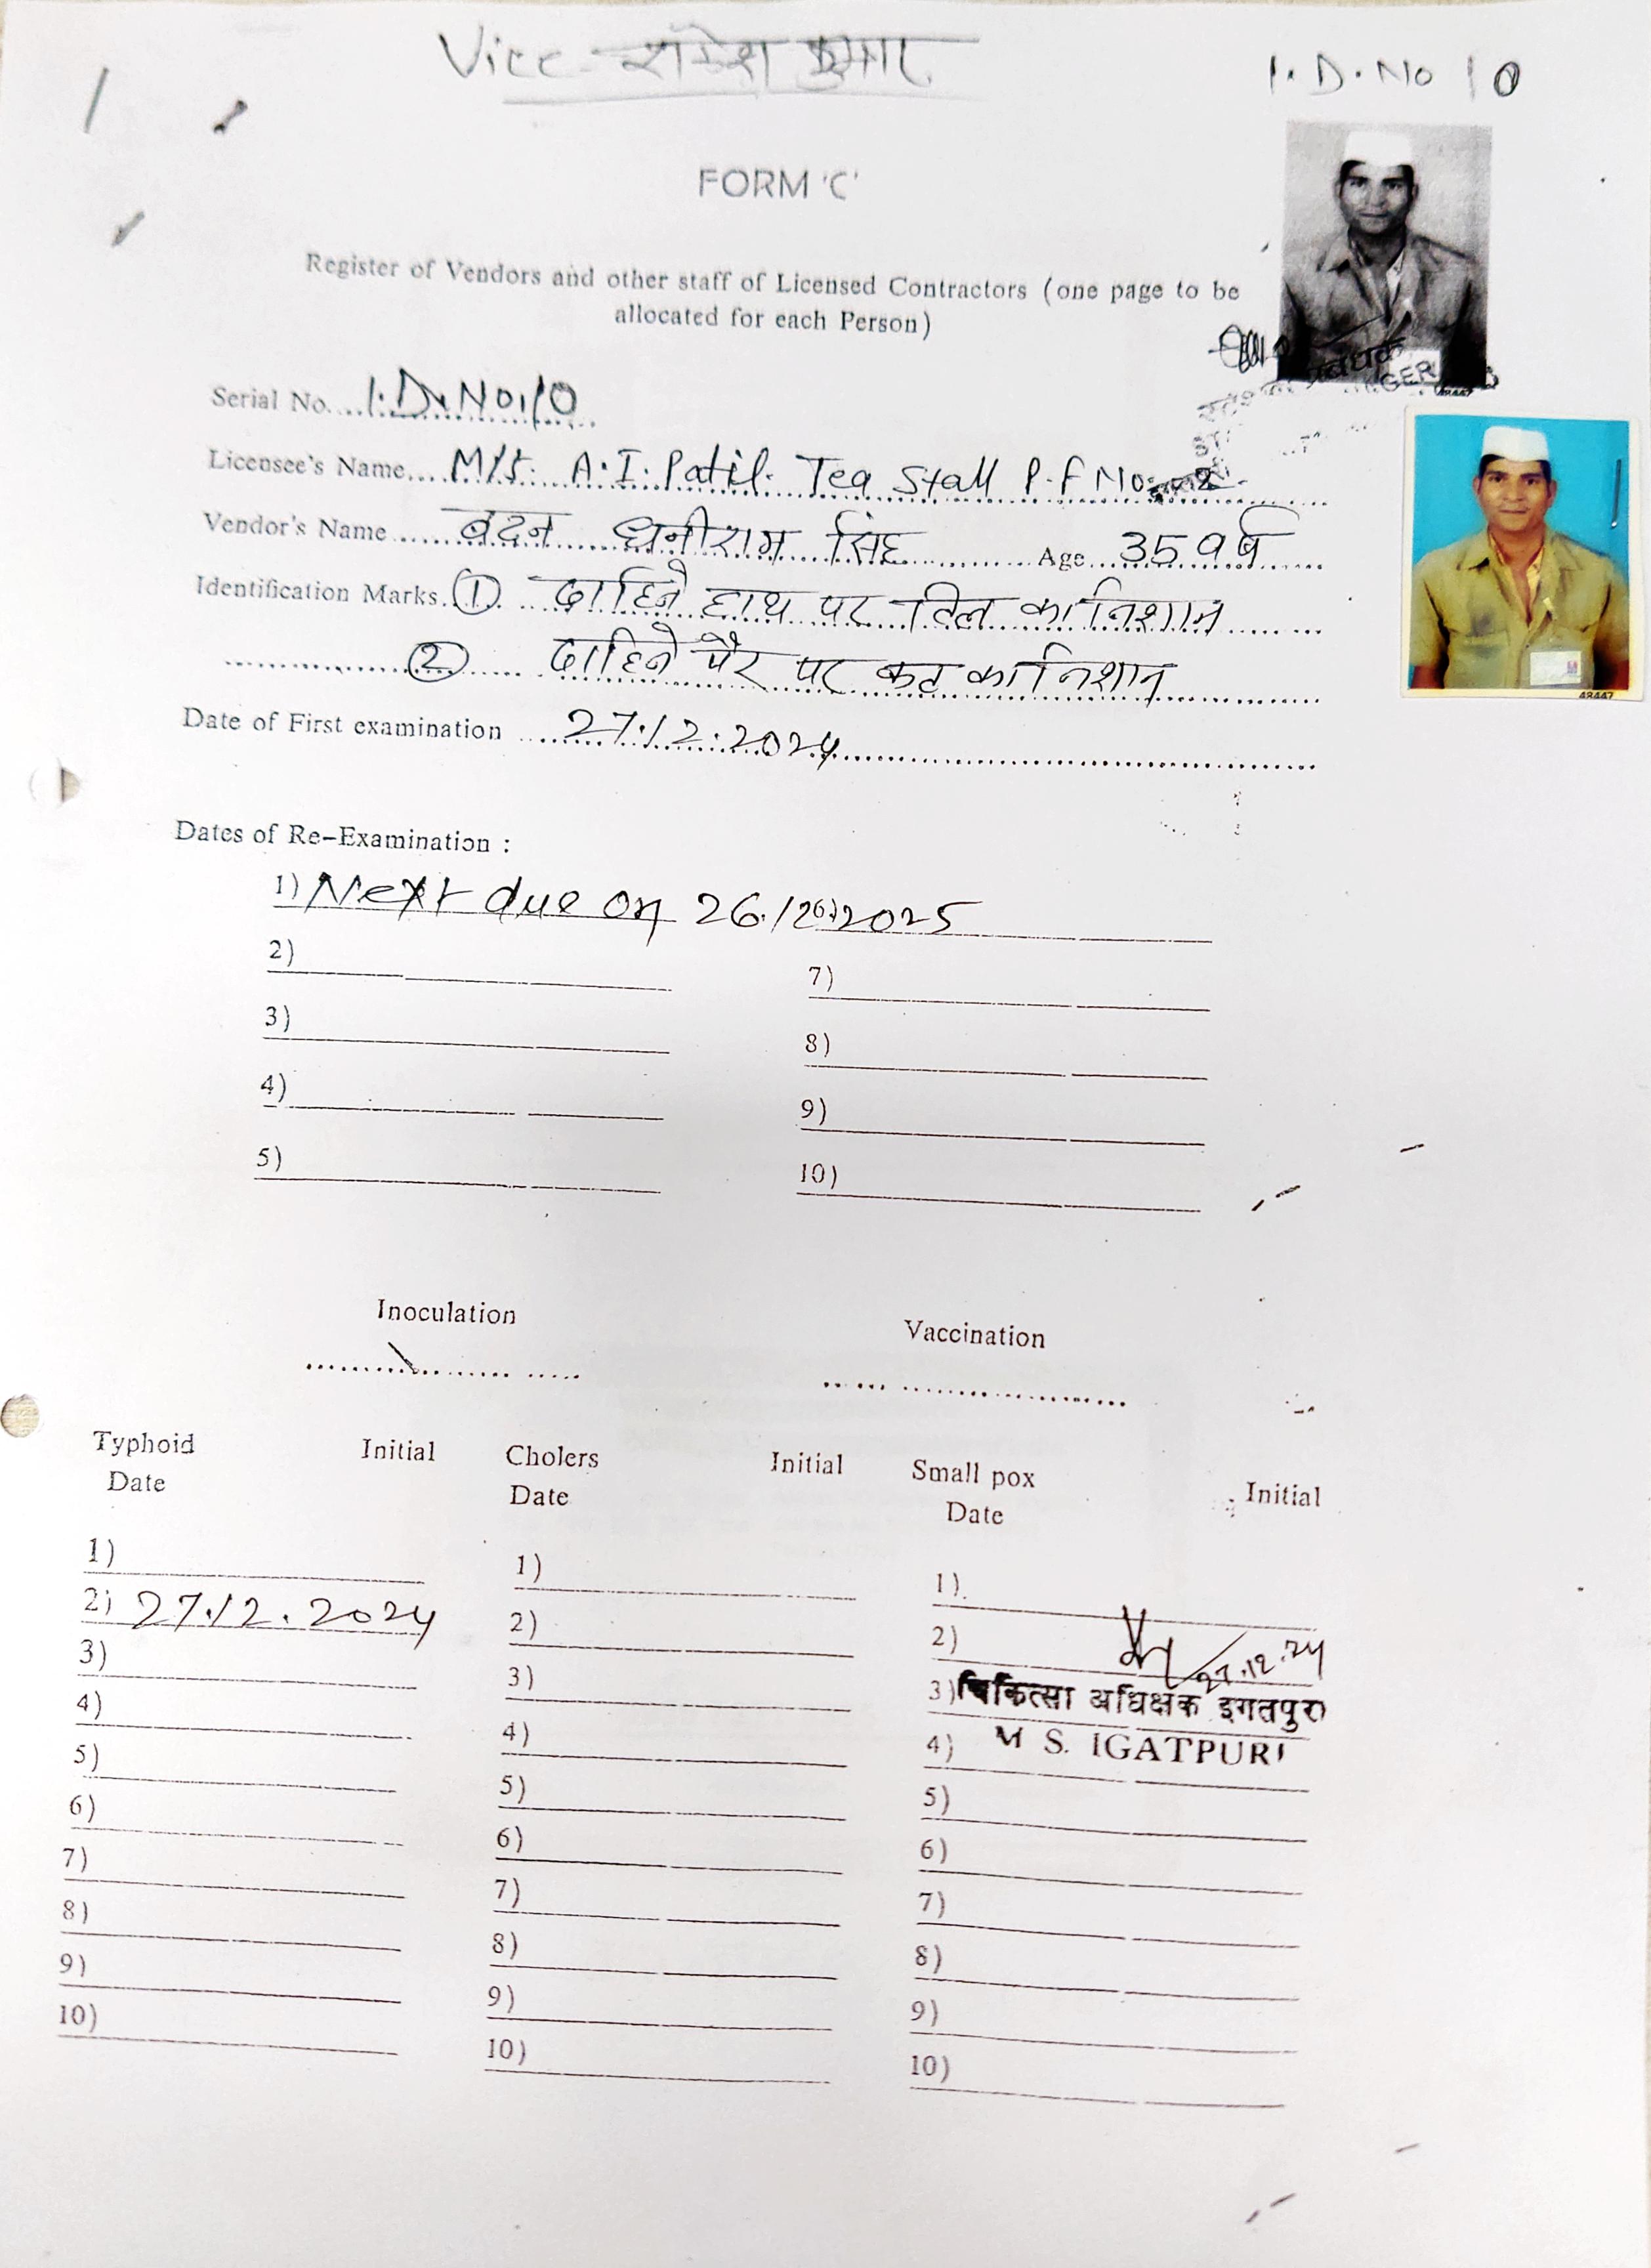 Vice - राकेश कुमार
I.D.No 10
FORM 'C'
Register of Vendors and other staff of Licensed Contractors (one page to be
allocated for each Person)
Serial No. I.D.No.10
Licensee's Name M/s. A.I. Patil. Tea Stall P.F No. 2
Vendor's Name बदन धनीराम सिंह Age 35 वर्ष
Identification Marks ① दाहिने हाथ पर तिल का निशान
② दाहिने पैर पर कट का निशान
48447
Date of First examination 27.12.2024
Dates of Re-Examination :
1) Next due on 26.12.2025
2) 7)
3) 8)
4) 9)
5) 10)
Inoculation Vaccination
Typhoid Initial Cholers Initial Small pox Initial
Date Date Date
1) 1) 1)
2) 27.12.2024 2) 2) 27.12.24
3) 3) 3) चिकित्सा अधिक्षक इगतपुरी
4) 4) 4) M S. IGATPURI
5) 5) 5)
6) 6) 6)
7) 7) 7)
8) 8) 8)
9) 9) 9)
10) 10) 10)